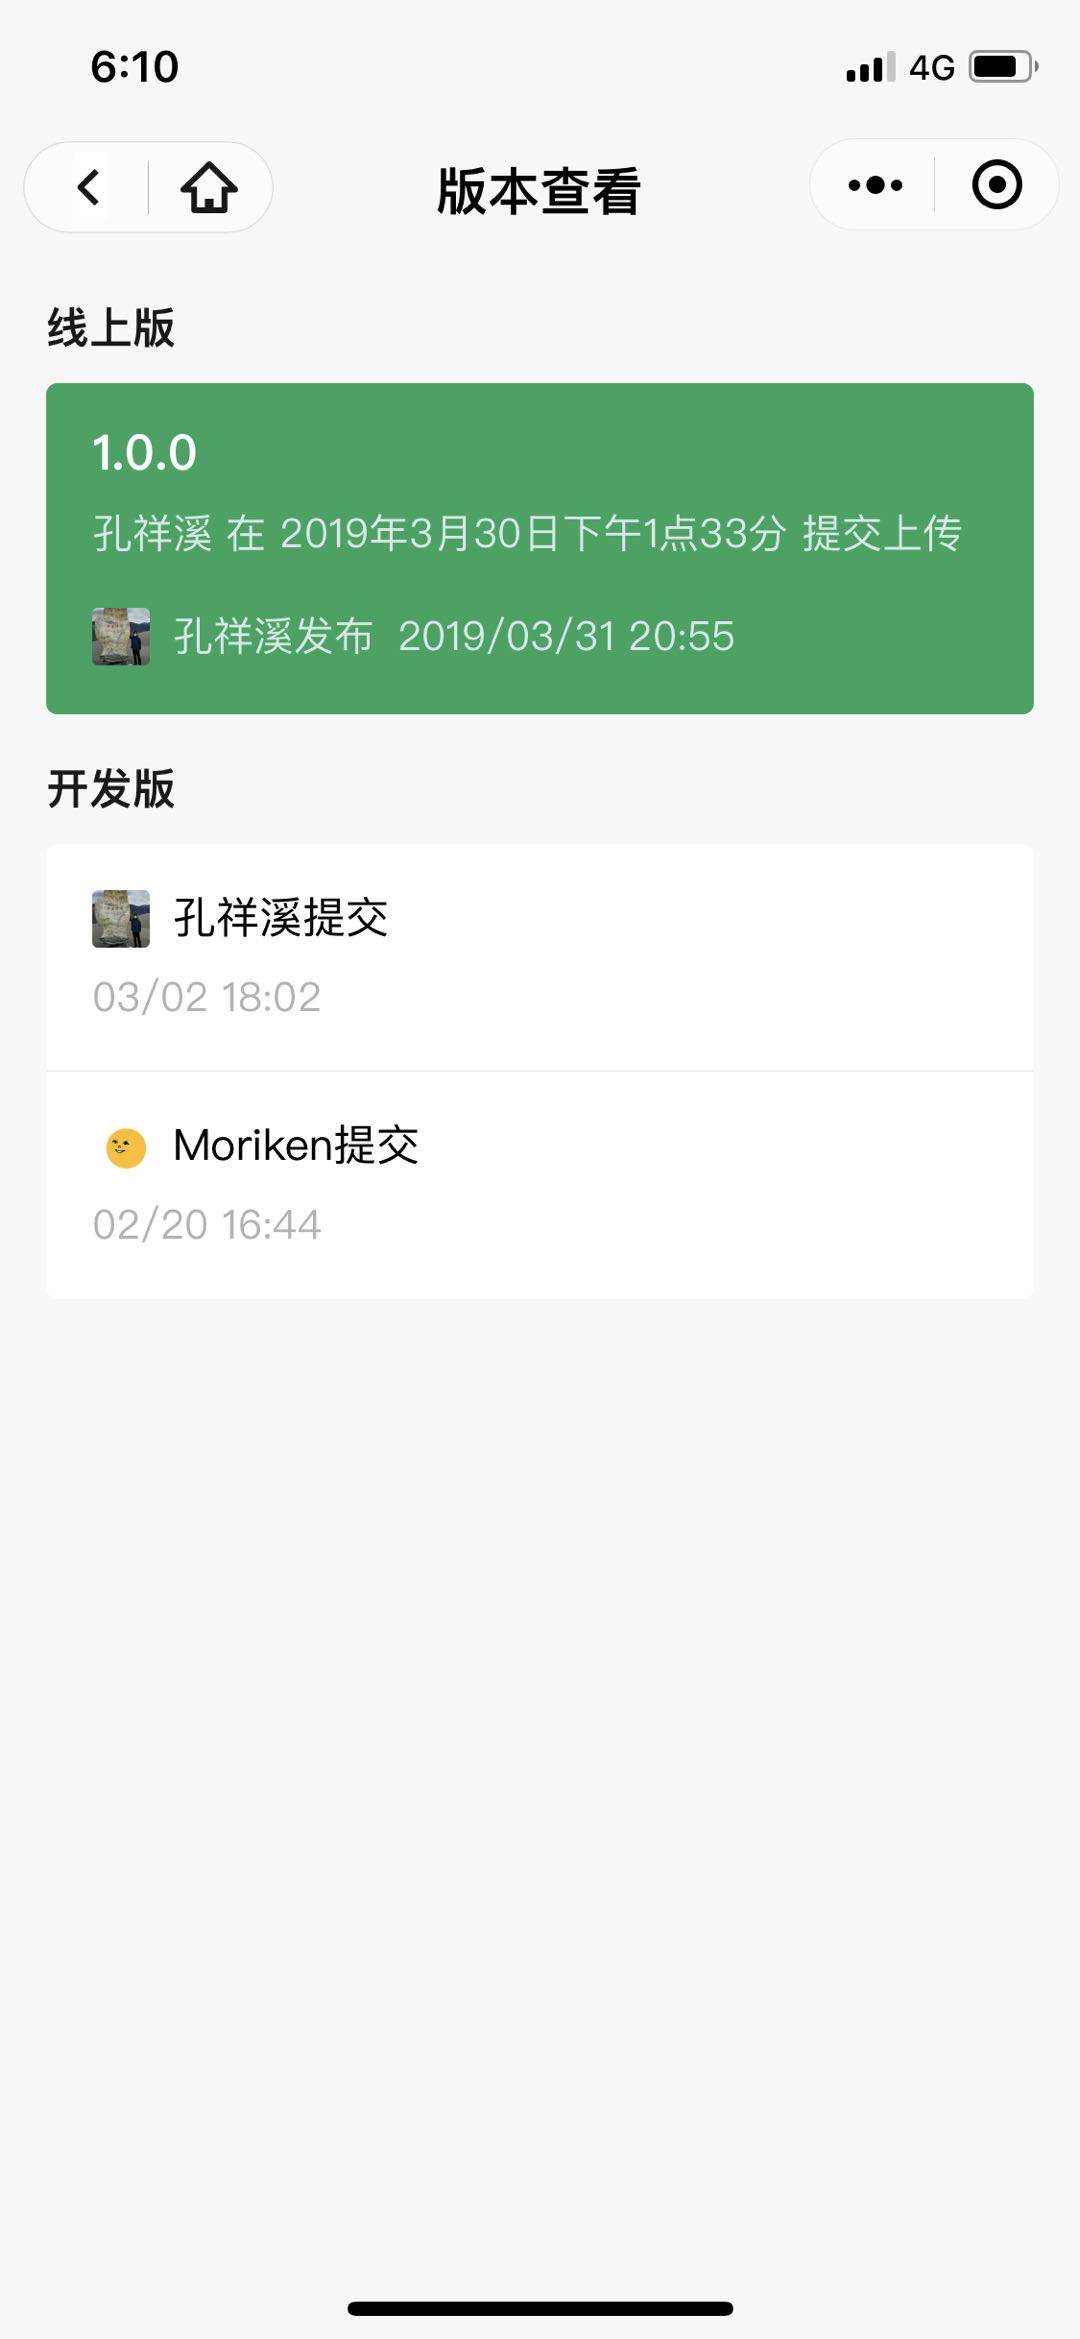 6:10
4G
版本查看
线上版
1.0.0
孔祥溪 在 2019年3月30日下午1点33分 提交上传
孔祥溪发布 2019/03/31 20:55
开发版
孔祥溪提交
03/02 18:02
Moriken提交
02/20 16:44